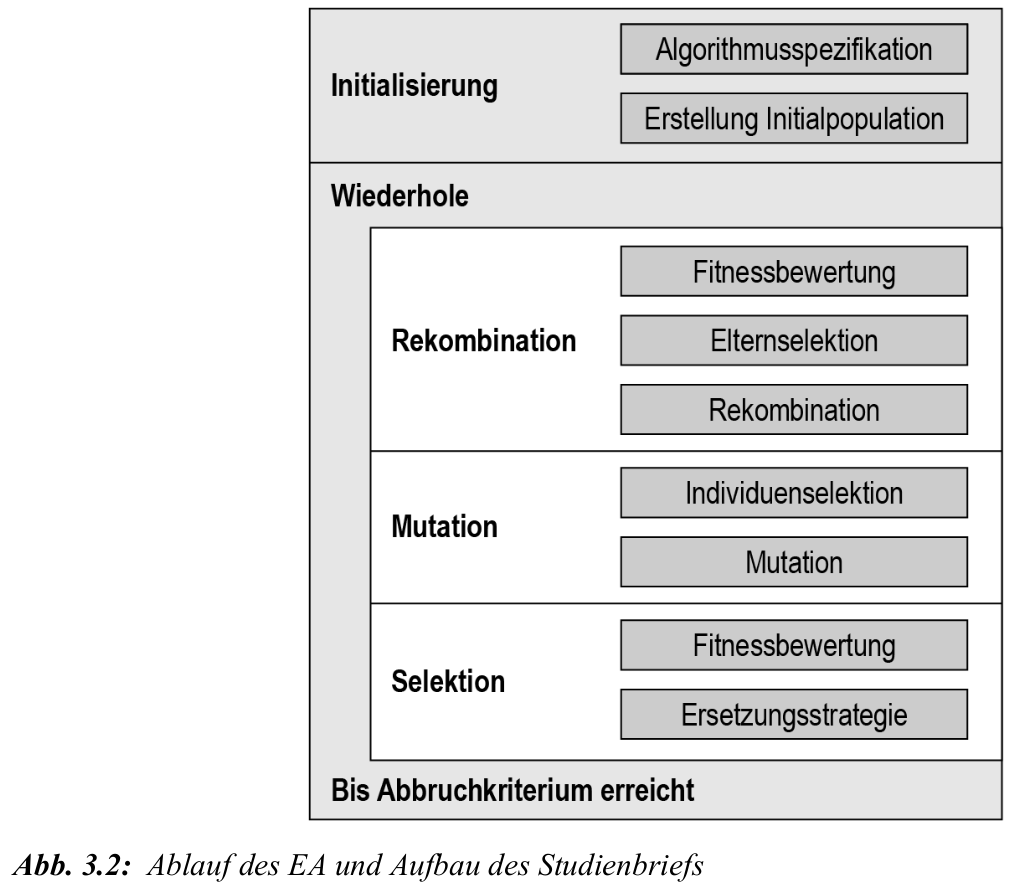 Initialisierung
Algorithmusspezifikation
Erstellung Initialpopulation
Wiederhole
Rekombination
Fitnessbewertung
Elternselektion
Rekombination
Mutation
Individuenselektion
Mutation
Selektion
Fitnessbewertung
Ersetzungsstrategie
Bis Abbruchkriterium erreicht
Abb. 3.2: Ablauf des EA und Aufbau des Studienbriefs